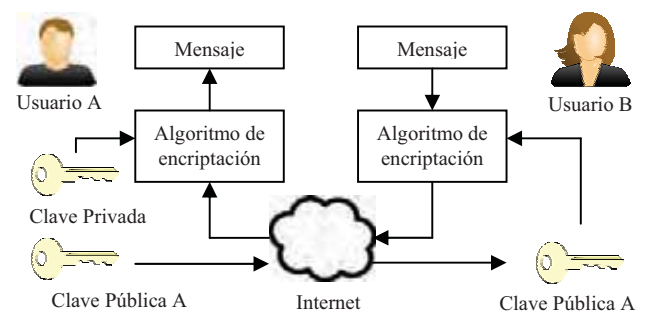 Mensaje
Mensaje
Usuario A
Usuario B
Algoritmo de
encriptación
Algoritmo de
encriptación
Clave Privada
Clave Pública A
Internet
Clave Pública A